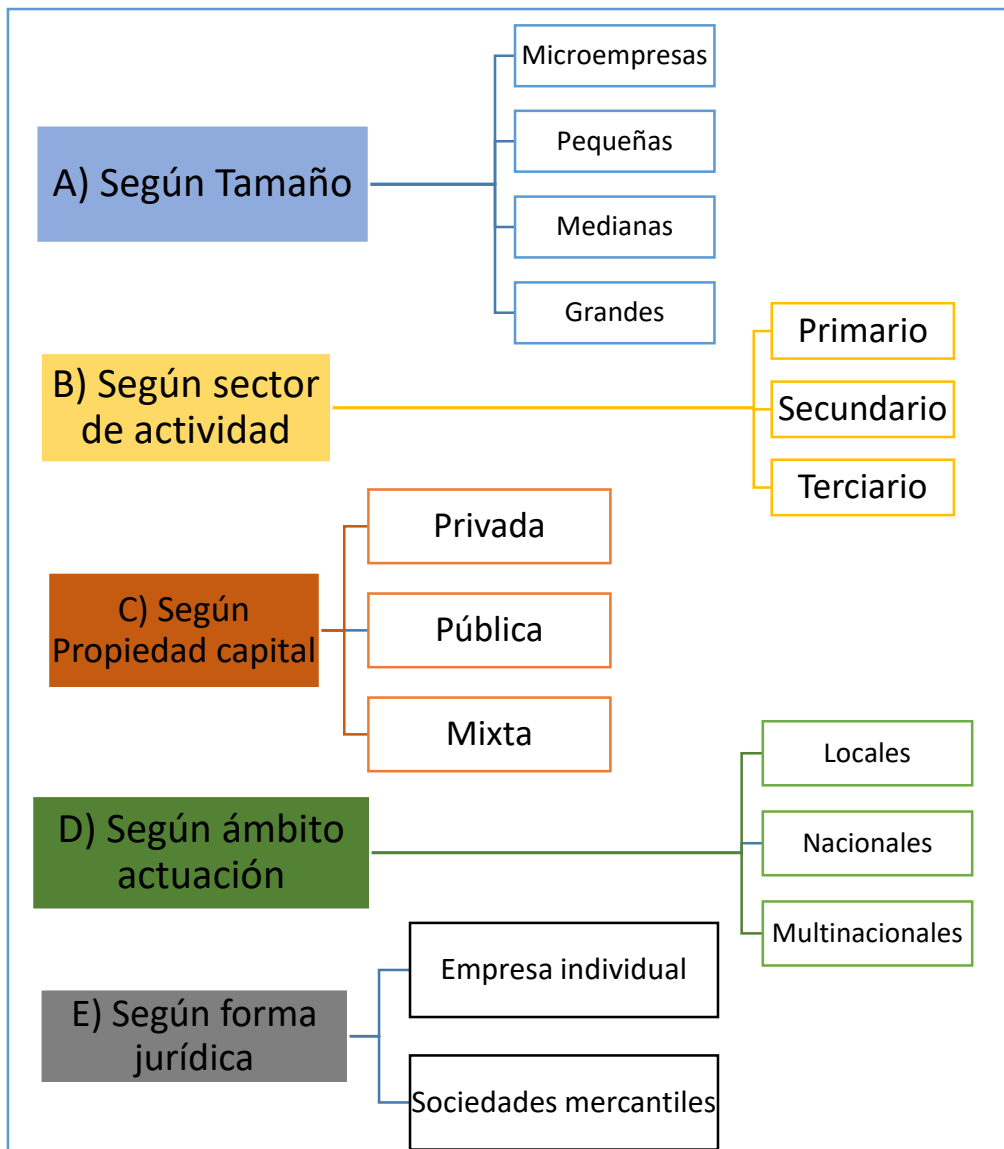 A) Según Tamaño
Microempresas
Pequeñas
Medianas
Grandes
B) Según sector
de actividad
Primario
Secundario
Terciario
C) Según
Propiedad capital
Privada
Pública
Mixta
D) Según ámbito
actuación
Locales
Nacionales
Multinacionales
E) Según forma
jurídica
Empresa individual
Sociedades mercantiles